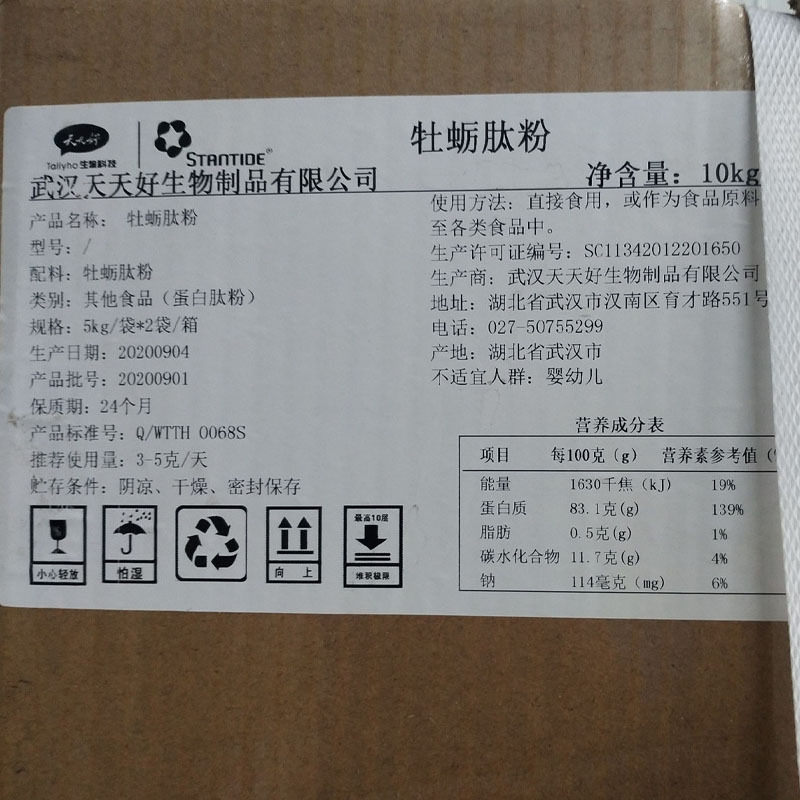 天天好
Tallyho生物科技
STANTIDE®
牡蛎肽粉
武汉天天好生物制品有限公司
净含量：10kg
产品名称： 牡蛎肽粉
型号：/
配料：牡蛎肽粉
类别：其他食品（蛋白肽粉）
规格：5kg/袋*2袋/箱
生产日期：20200904
产品批号：20200901
保质期：24个月
产品标准号：Q/WTTH 0068S
推荐使用量：3-5克/天
贮存条件：阴凉、干燥、密封保存
使用方法：直接食用，或作为食品原料
至各类食品中。
生产许可证编号：SC11342012201650
生产商：武汉天天好生物制品有限公司
地址：湖北省武汉市汉南区育才路551号
电话：027-50755299
产地：湖北省武汉市
不适宜人群：婴幼儿
营养成分表
项目 每100克（g） 营养素参考值（%
能量 1630千焦（kJ） 19%
蛋白质 83.1克(g) 139%
脂肪 0.5克(g) 1%
碳水化合物 11.7克(g) 4%
钠 114毫克（mg） 6%
小心轻放
怕湿
向 上
最高10层
堆积极限